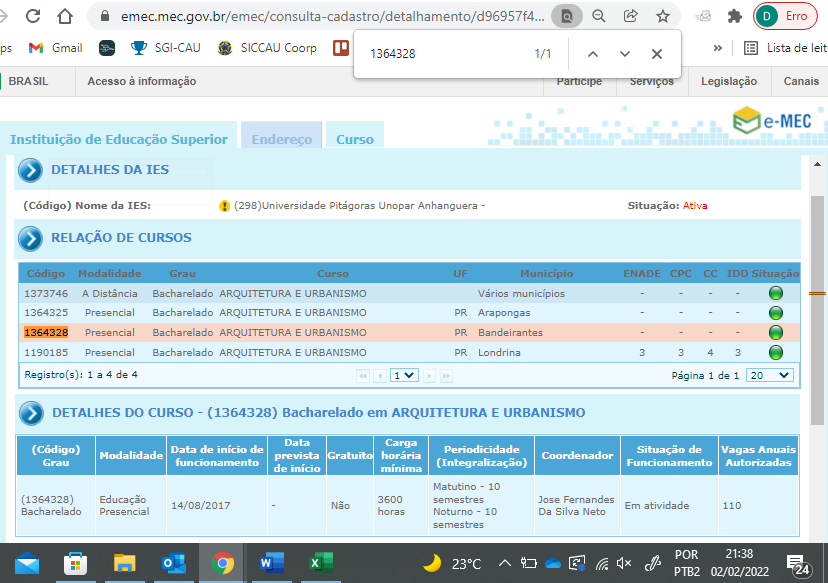 emec.mec.gov.br/emec/consulta-cadastro/detalhamento/d96957f4... D Erro
ps Gmail SGI-CAU SICCAU Coorp » Lista de leit
1364328 1/1
BRASIL Acesso à informação Participe Serviços Legislação Canais
Instituição de Educação Superior Endereço Curso e-MEC
DETALHES DA IES
(Código) Nome da IES: (298)Universidade Pitágoras Unopar Anhanguera - Situação: Ativa
RELAÇÃO DE CURSOS
Código Modalidade Grau Curso UF Município ENADE CPC CC IDD Situação
1373746 A Distância Bacharelado ARQUITETURA E URBANISMO Vários municípios - - - -
1364325 Presencial Bacharelado ARQUITETURA E URBANISMO PR Arapongas - - - -
1364328 Presencial Bacharelado ARQUITETURA E URBANISMO PR Bandeirantes - - - -
1190185 Presencial Bacharelado ARQUITETURA E URBANISMO PR Londrina 3 3 4 3
Registro(s): 1 a 4 de 4 1 Página 1 de 1 20
DETALHES DO CURSO - (1364328) Bacharelado em ARQUITETURA E URBANISMO
(Código) Grau
Modalidade
Data de início de funcionamento
Data prevista de início
Gratuito
Carga horária mínima
Periodicidade (Integralização)
Coordenador
Situação de Funcionamento
Vagas Anuais Autorizadas
(1364328) Bacharelado
Educação Presencial
14/08/2017
-
Não
3600 horas
Matutino - 10 semestres
Noturno - 10 semestres
Jose Fernandes Da Silva Neto
Em atividade
110
23°C POR PTB2 21:38 02/02/2022 24